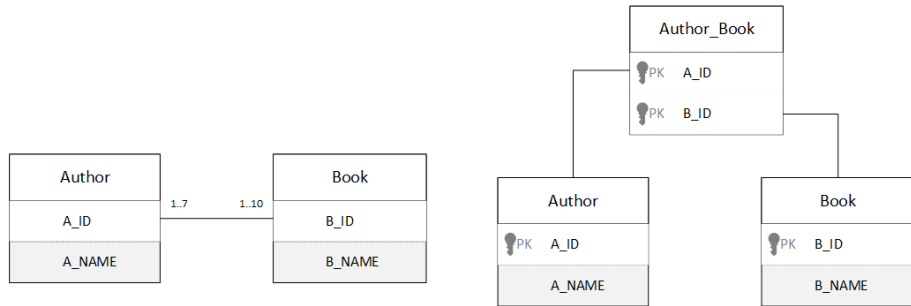 Author
A_ID
A_NAME
1..7
1..10
Book
B_ID
B_NAME
Author_Book
PK A_ID
PK B_ID
Author
PK A_ID
A_NAME
Book
PK B_ID
B_NAME